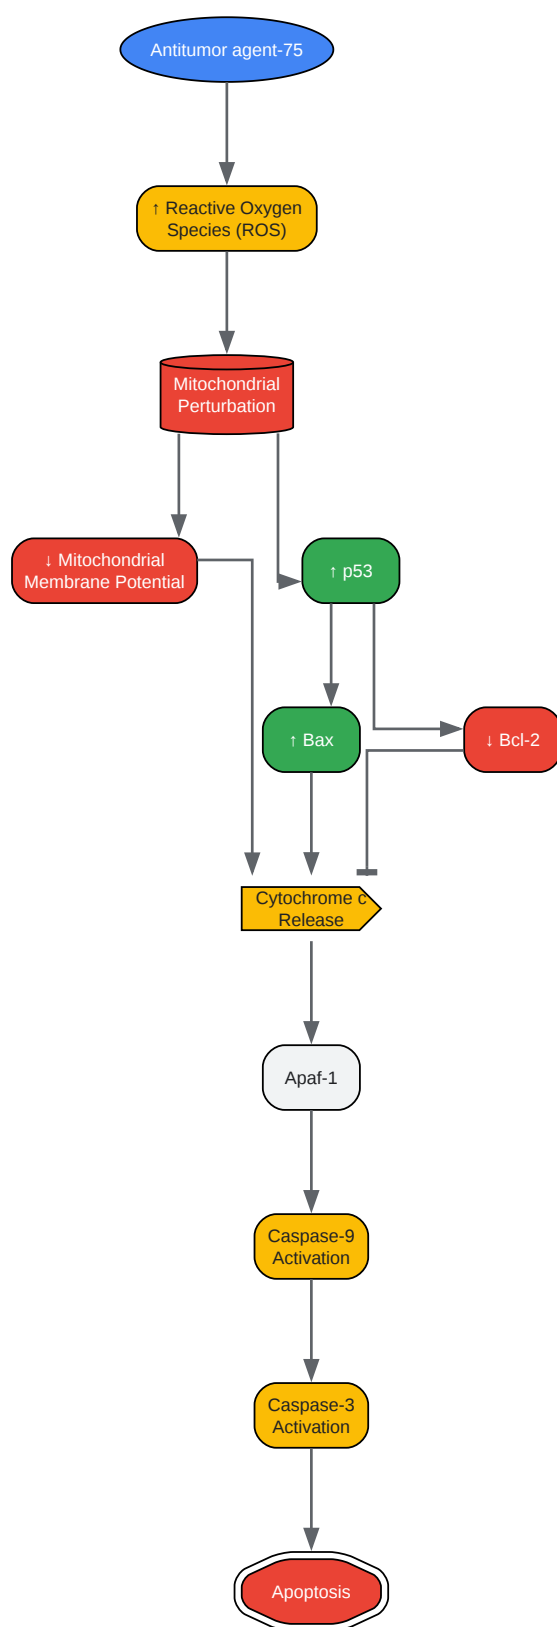 Antitumor agent-75
↑ Reactive Oxygen
Species (ROS)
Mitochondrial
Perturbation
↓ Mitochondrial
Membrane Potential
↑ p53
↑ Bax
↓ Bcl-2
Cytochrome c
Release
Apaf-1
Caspase-9
Activation
Caspase-3
Activation
Apoptosis